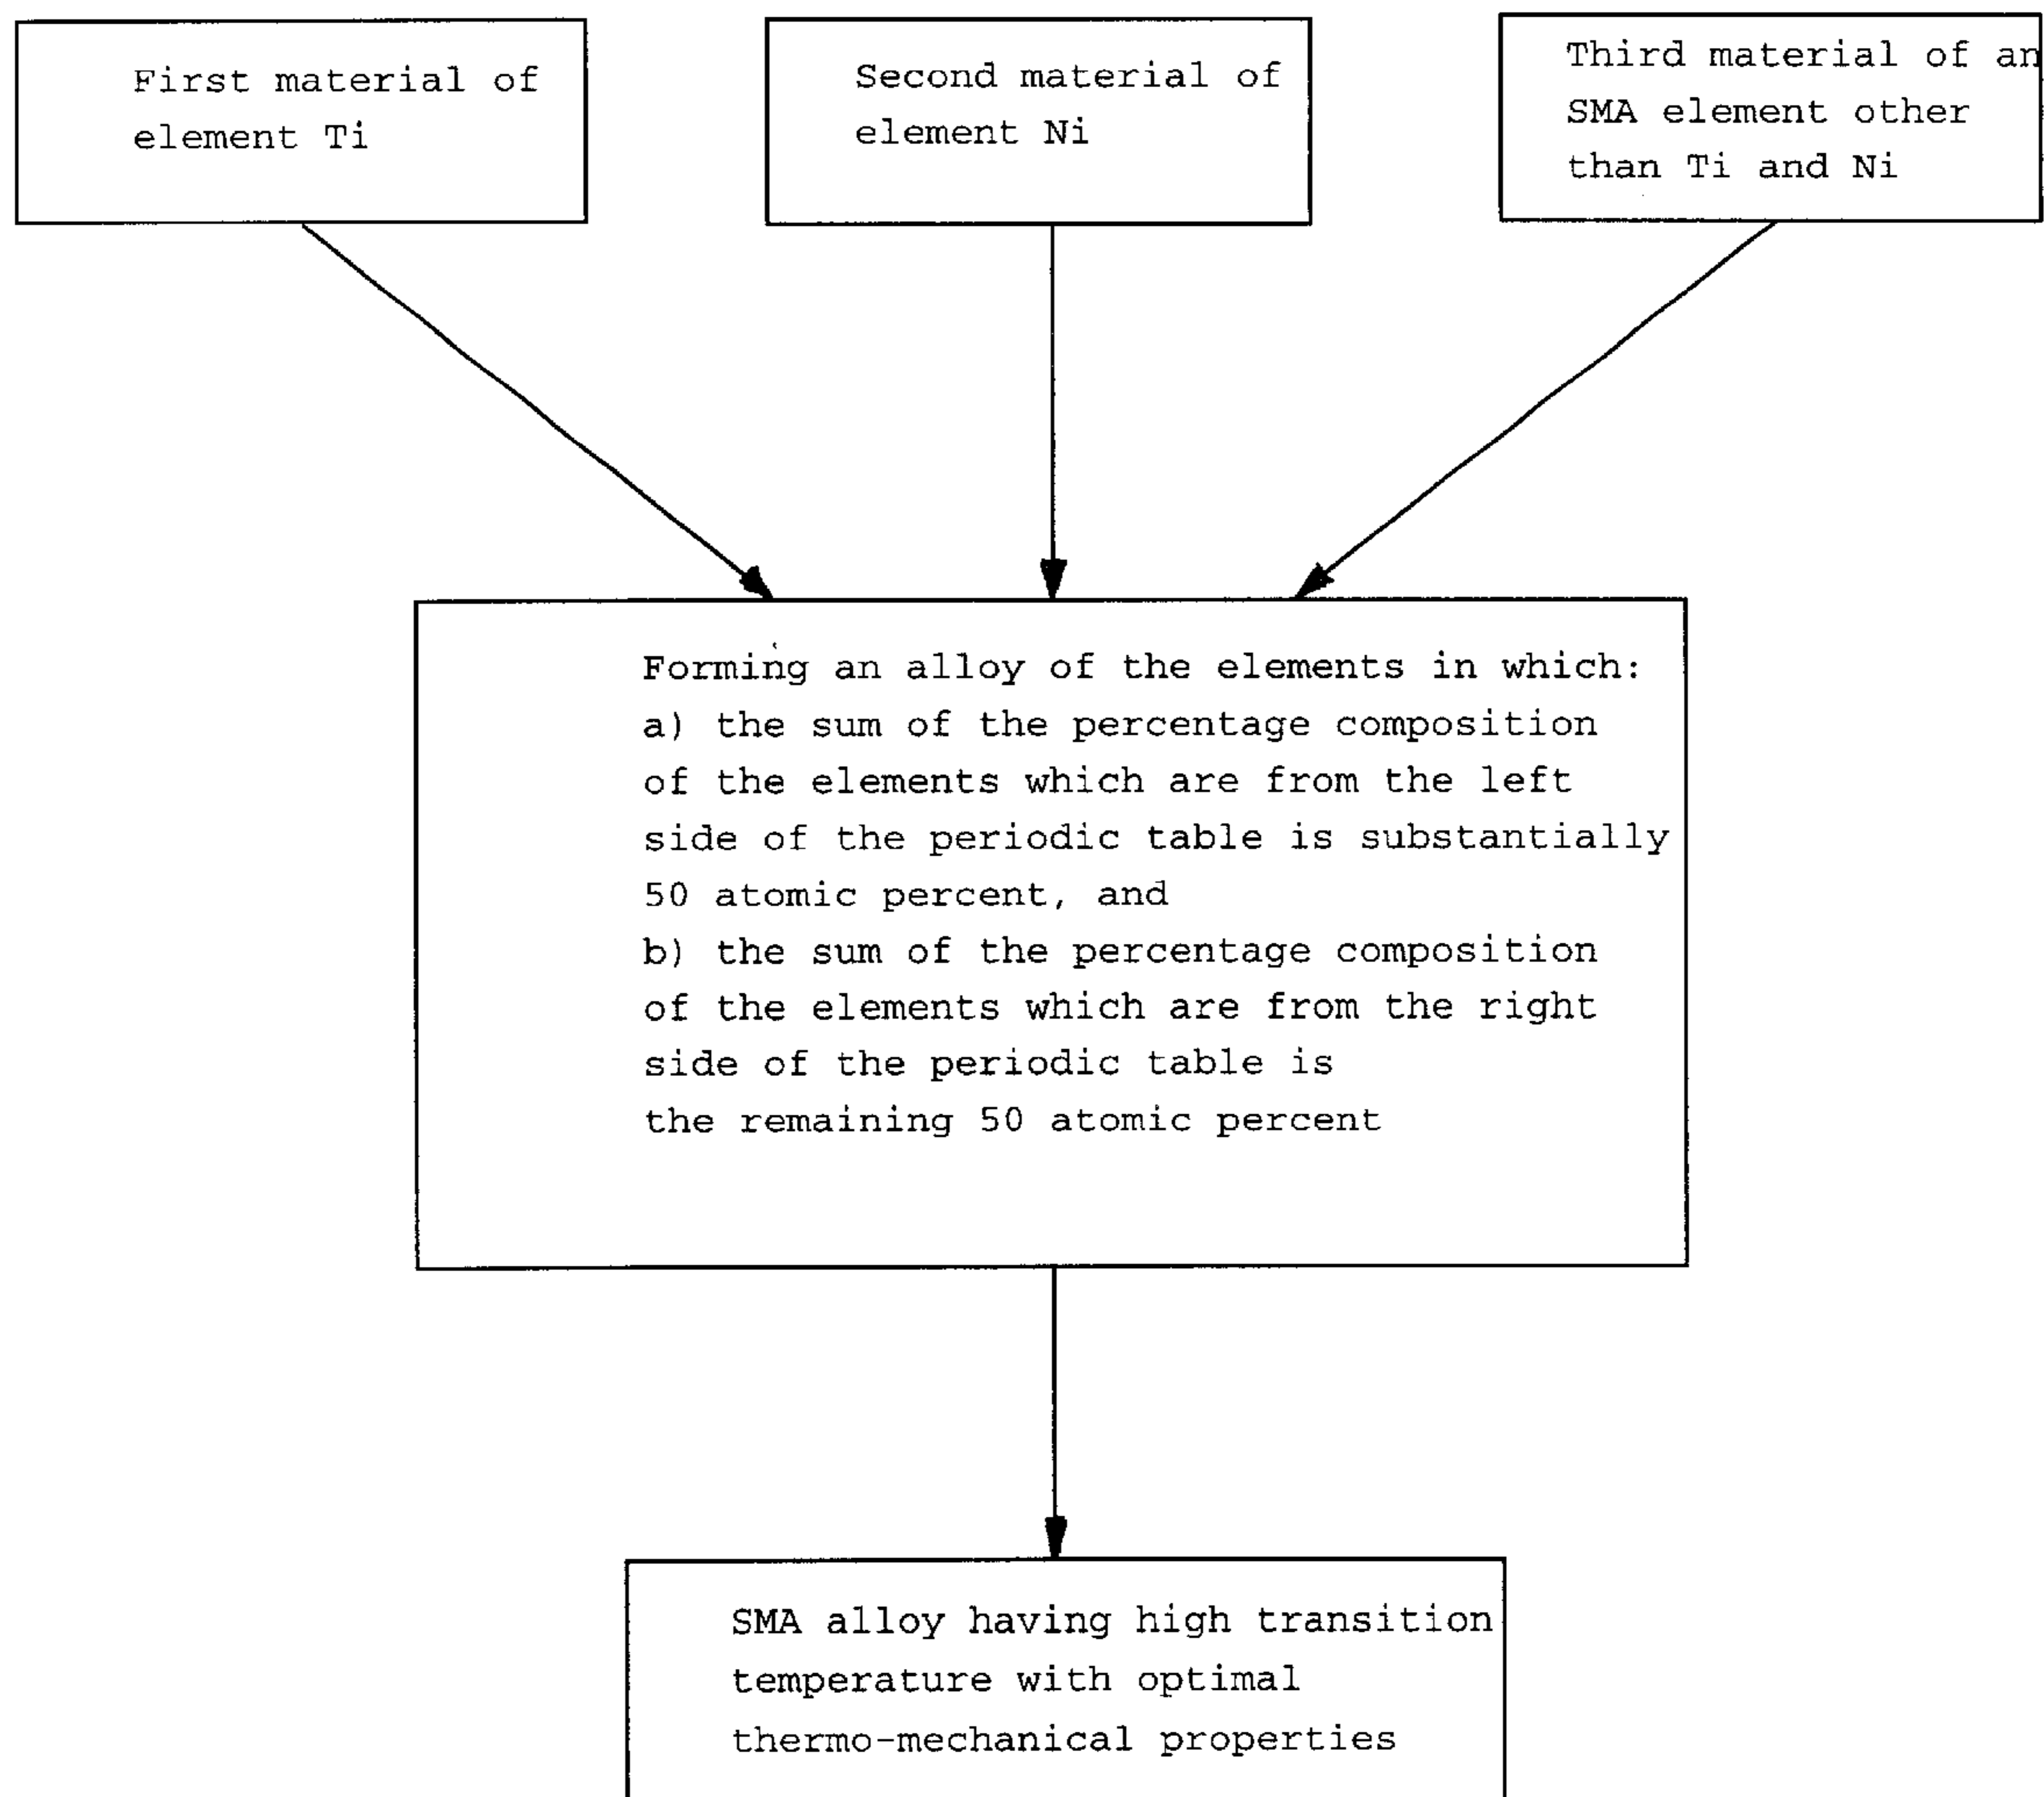 First material of
element Ti
Second material of
element Ni
Third material of an
SMA element other
than Ti and Ni
Forming an alloy of the elements in which:
a) the sum of the percentage composition
of the elements which are from the left
side of the periodic table is substantially
50 atomic percent, and
b) the sum of the percentage composition
of the elements which are from the right
side of the periodic table is
the remaining 50 atomic percent
SMA alloy having high transition
temperature with optimal
thermo-mechanical properties